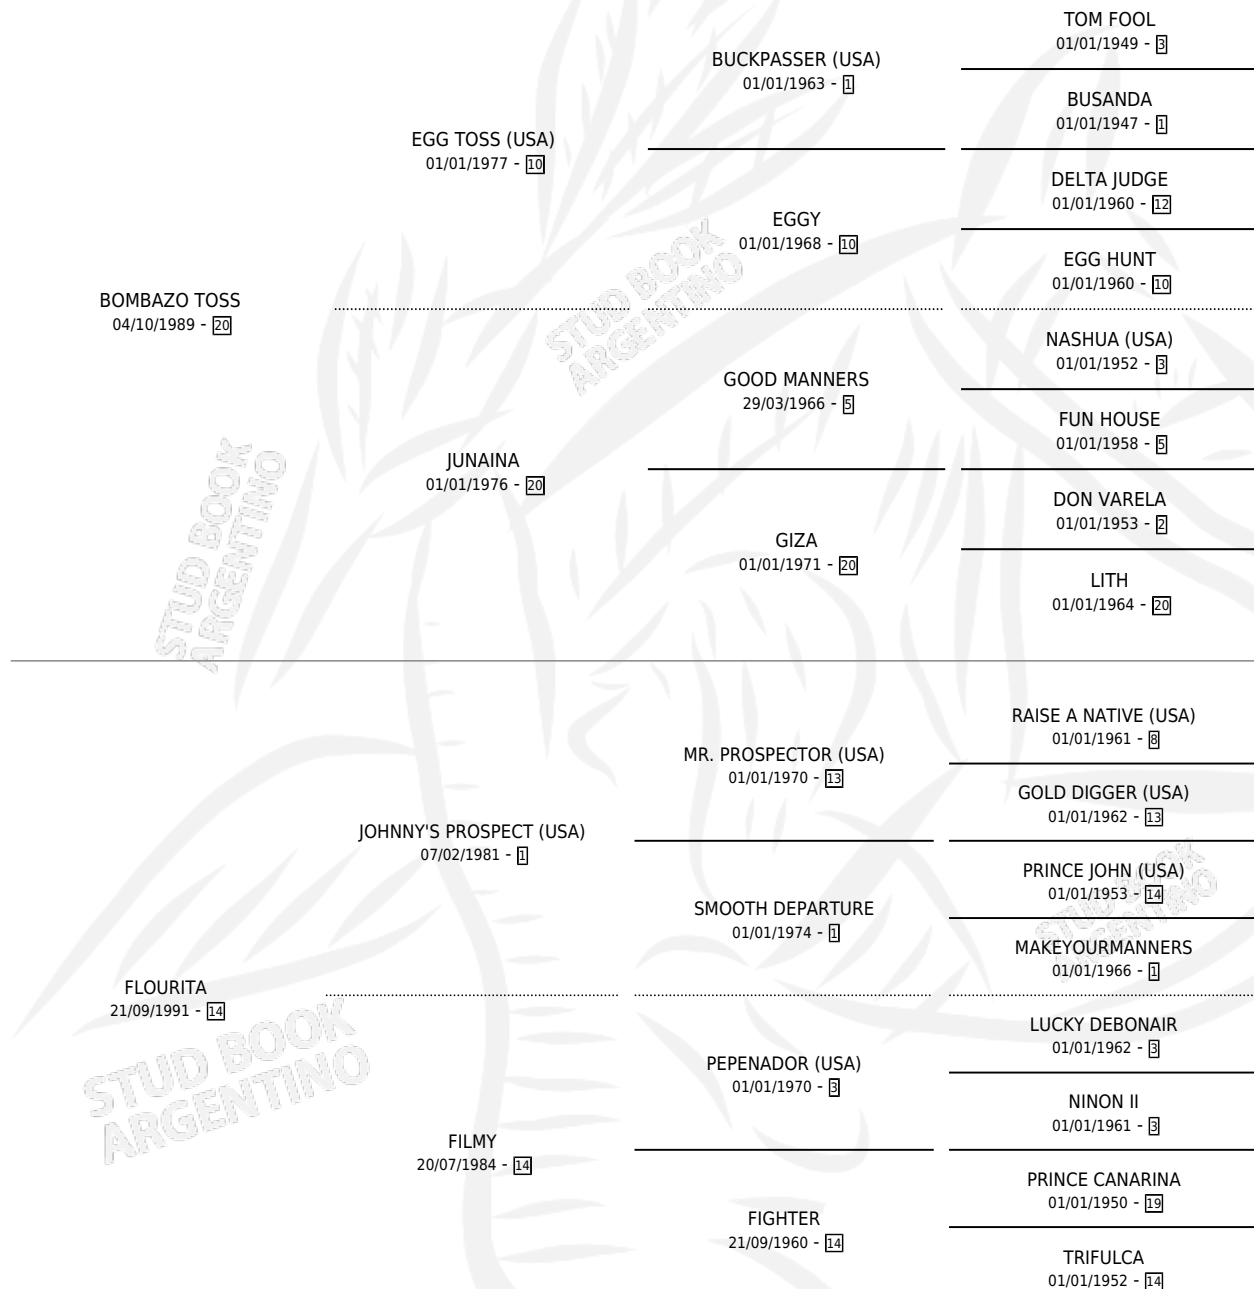 TOM FOOL
01/01/1949 - 3
BUCKPASSER (USA)
01/01/1963 - 1
BUSANDA
01/01/1947 - 1
EGG TOSS (USA)
01/01/1977 - 10
DELTA JUDGE
01/01/1960 - 12
EGGY
01/01/1968 - 10
EGG HUNT
01/01/1960 - 10
BOMBAZO TOSS
04/10/1989 - 20
NASHUA (USA)
01/01/1952 - 3
GOOD MANNERS
29/03/1966 - 5
FUN HOUSE
01/01/1958 - 5
JUNAINA
01/01/1976 - 20
DON VARELA
01/01/1953 - 2
GIZA
01/01/1971 - 20
LITH
01/01/1964 - 20
RAISE A NATIVE (USA)
01/01/1961 - 8
MR. PROSPECTOR (USA)
01/01/1970 - 13
GOLD DIGGER (USA)
01/01/1962 - 13
JOHNNY'S PROSPECT (USA)
07/02/1981 - 1
PRINCE JOHN (USA)
01/01/1953 - 14
SMOOTH DEPARTURE
01/01/1974 - 1
MAKEYOURMANNERS
01/01/1966 - 1
FLOURITA
21/09/1991 - 14
LUCKY DEBONAIR
01/01/1962 - 3
PEPENADOR (USA)
01/01/1970 - 3
NINON II
01/01/1961 - 3
FILMY
20/07/1984 - 14
PRINCE CANARINA
01/01/1950 - 19
FIGHTER
21/09/1960 - 14
TRIFULCA
01/01/1952 - 14
STUD BOOK
ARGENTINO
STUD BOOK
ARGENTINO
STUD BOOK
ARGENTINO
STUD BOOK
ARGENTINO